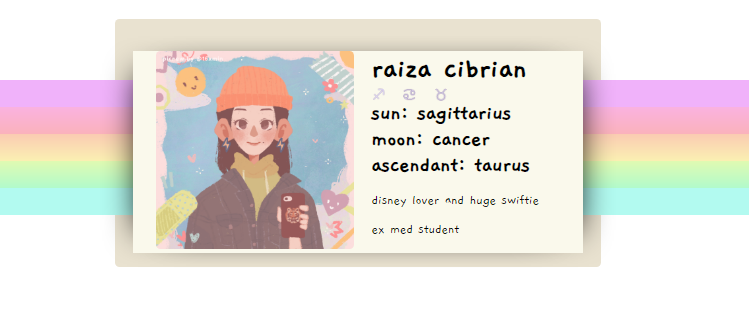 raiza cibrian
♐ ♋ ♉
sun: sagittarius
moon: cancer
ascendant: taurus
disney lover and huge swiftie
ex med student